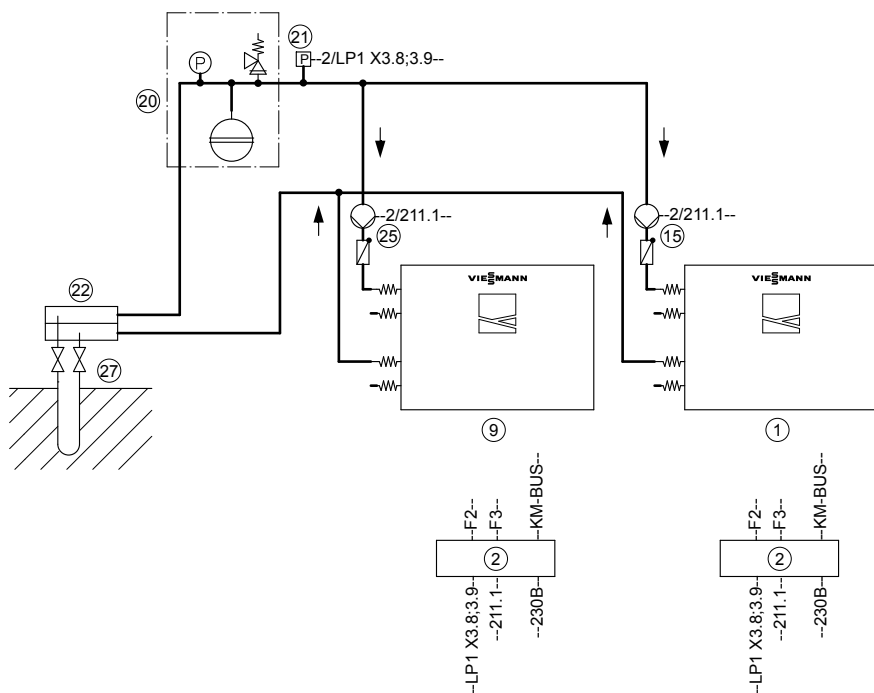 21
P
P--2/LP1 X3.8;3.9--
20
--2/211.1--
--2/211.1--
25
15
VIESMANN
VIESMANN
22
27
9
1
--F2--
--F3--
--KM-BUS--
--F2--
--F3--
--KM-BUS--
2
2
--LP1 X3.8;3.9--
--211.1--
--230B--
--LP1 X3.8;3.9--
--211.1--
--230B--